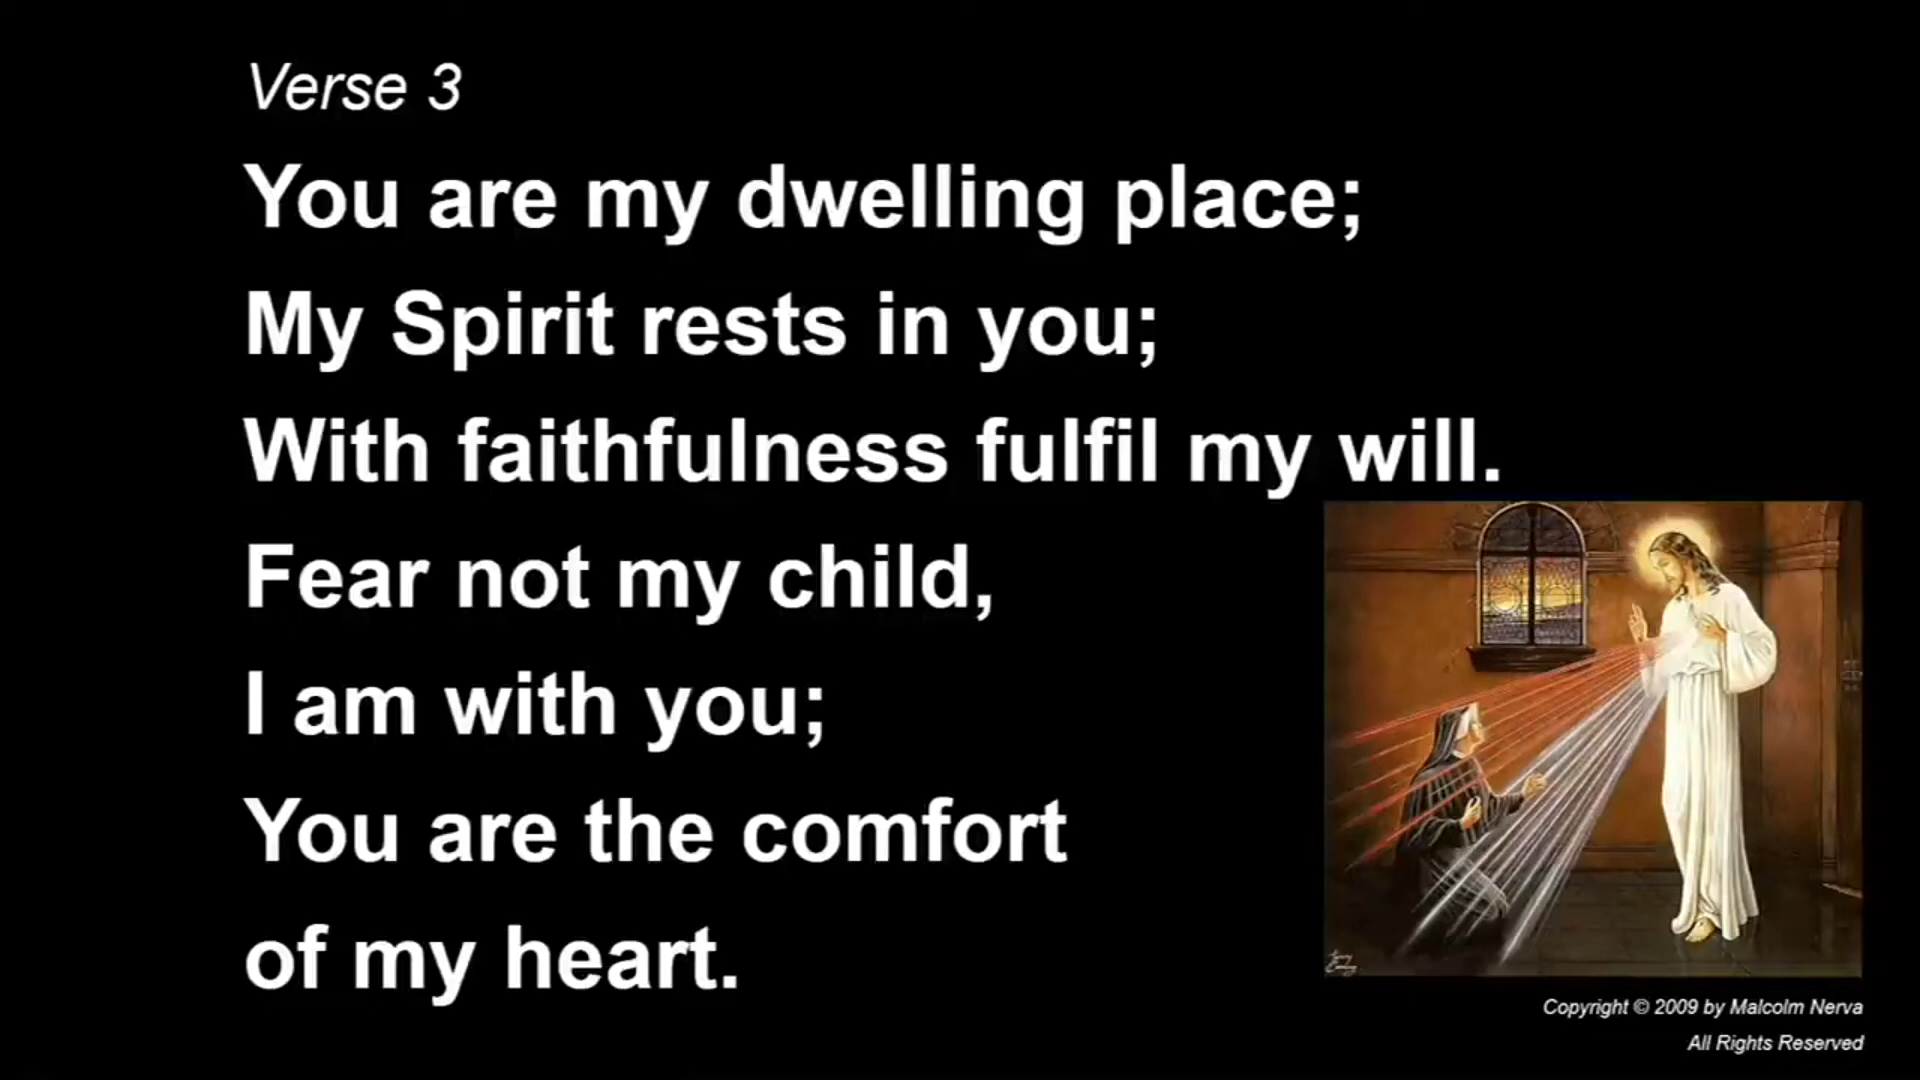 Verse 3
You are my dwelling place;
My Spirit rests in you;
With faithfulness fulfil my will.
Fear not my child,
I am with you;
You are the comfort
of my heart.
Copyright © 2009 by Malcolm Nerva
All Rights Reserved